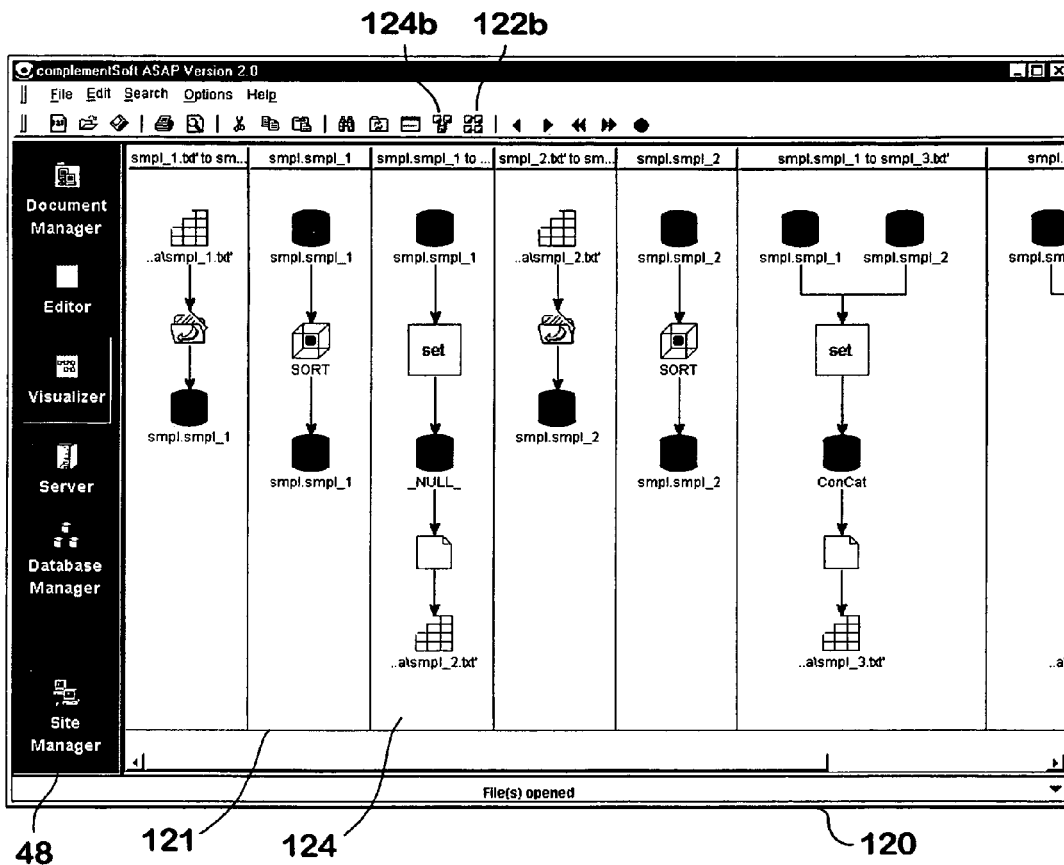 124b 122b
complementSoft ASAP Version 2.0
File Edit Search Options Help
smpl_1.txt' to sm... smpl.smpl_1 smpl.smpl_1 to ... smpl_2.txt' to sm... smpl.smpl_2 smpl.smpl_1 to smpl_3.txt' smpl.
Document
Manager
Editor
Visualizer
Server
Database
Manager
Site
Manager
..a\smpl_1.txt'
smpl.smpl_1
smpl.smpl_1
SORT
smpl.smpl_1
smpl.smpl_1
set
_NULL_
..a\smpl_2.txt'
..a\smpl_2.txt'
smpl.smpl_2
smpl.smpl_2
SORT
smpl.smpl_2
smpl.smpl_1 smpl.smpl_2
set
ConCat
..a\smpl_3.txt'
smpl.sm
..a
File(s) opened
48 121 124 120